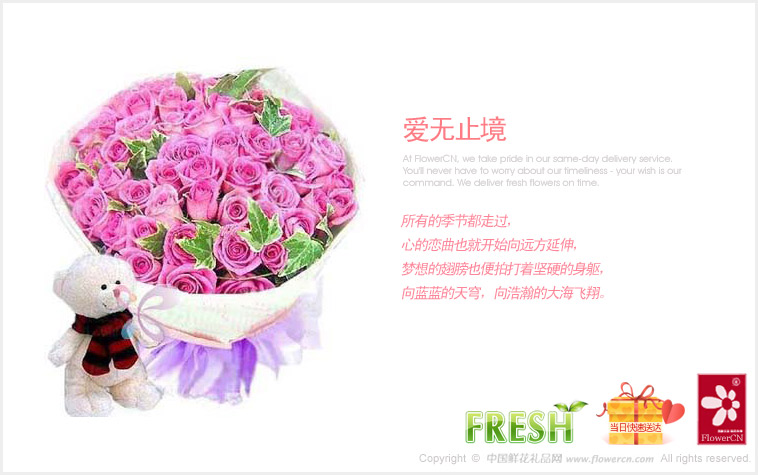 爱无止境
At FlowerCN, we take pride in our same-day delivery service.
You'll never have to worry about our timeliness - your wish is our
command. We deliver fresh flowers on time.
所有的季节都走过，
心的恋曲也就开始向远方延伸，
梦想的翅膀也便拍打着坚硬的身躯，
向蓝蓝的天穹，向浩瀚的大海飞翔。
FRESH
当日快速送达
FlowerCN
Copyright © 中国鲜花礼品网 www.flowercn.com All rights reserved.